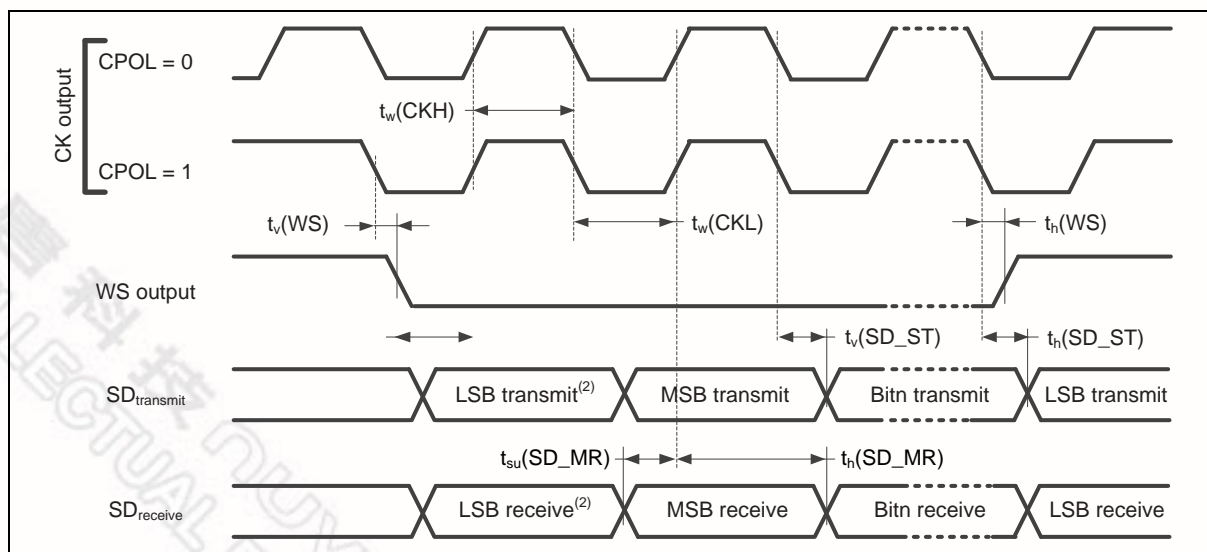 CK output
CPOL = 0
tw(CKH)
CPOL = 1
tv(WS)
tw(CKL)
th(WS)
WS output
tv(SD_ST)
th(SD_ST)
SDtransmit
LSB transmit(2)
MSB transmit
Bitn transmit
LSB transmit
tsu(SD_MR)
th(SD_MR)
SDreceive
LSB receive(2)
MSB receive
Bitn receive
LSB receive